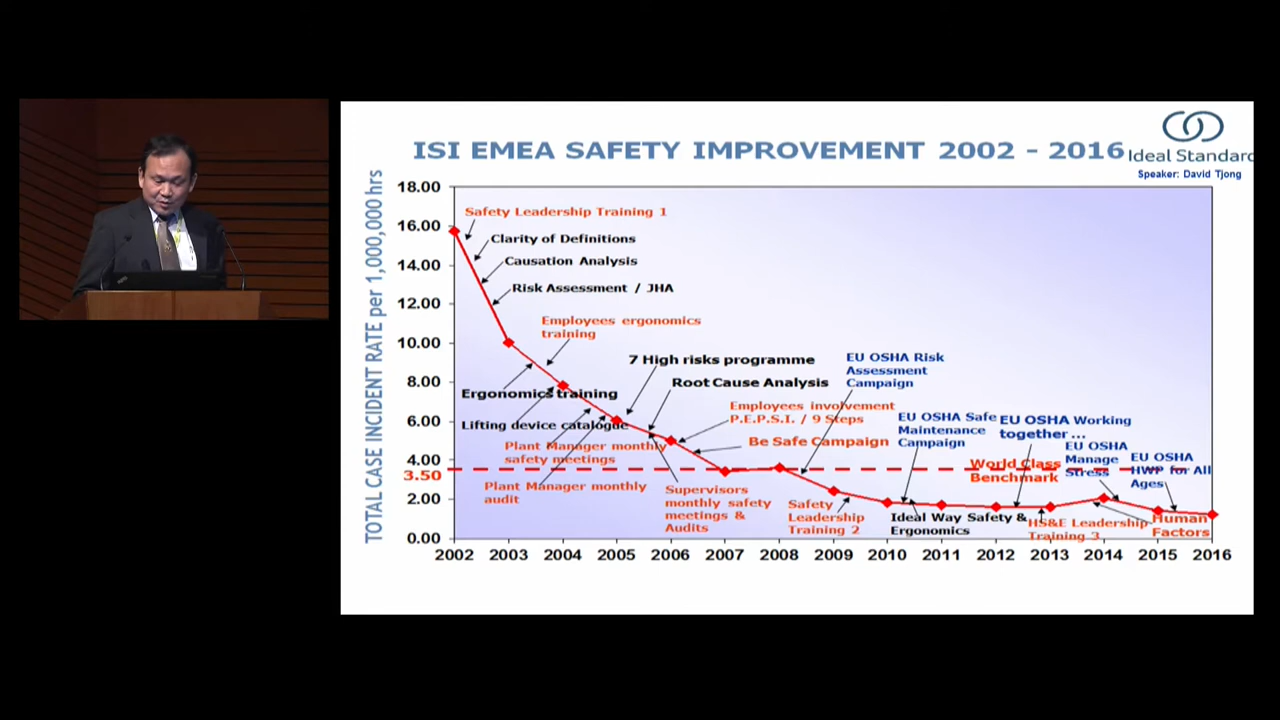 ISI EMEA SAFETY IMPROVEMENT 2002 - 2016
Ideal Standard
Speaker: David Tjong
TOTAL CASE INCIDENT RATE per 1,000,000 hrs
18.00
16.00
14.00
12.00
10.00
8.00
6.00
4.00
3.50
2.00
0.00
Safety Leadership Training 1
Clarity of Definitions
Causation Analysis
Risk Assessment / JHA
Employees ergonomics
training
Ergonomics training
Lifting device catalogue
Plant Manager monthly
safety meetings
Plant Manager monthly
audit
7 High risks programme
Root Cause Analysis
Employees involvement
P.E.P.S.I. / 9 Steps
Be Safe Campaign
Supervisors
monthly safety
meetings &
Audits
EU OSHA Risk
Assessment
Campaign
Safety
Leadership
Training 2
EU OSHA Safe
Maintenance
Campaign
Ideal Way Safety &
Ergonomics
EU OSHA Working
together ...
World Class
Benchmark
HS&E Leadership
Training 3
EU OSHA
Manage
Stress
EU OSHA
HWP for All
Ages
Human
Factors
2002 2003 2004 2005 2006 2007 2008 2009 2010 2011 2012 2013 2014 2015 2016